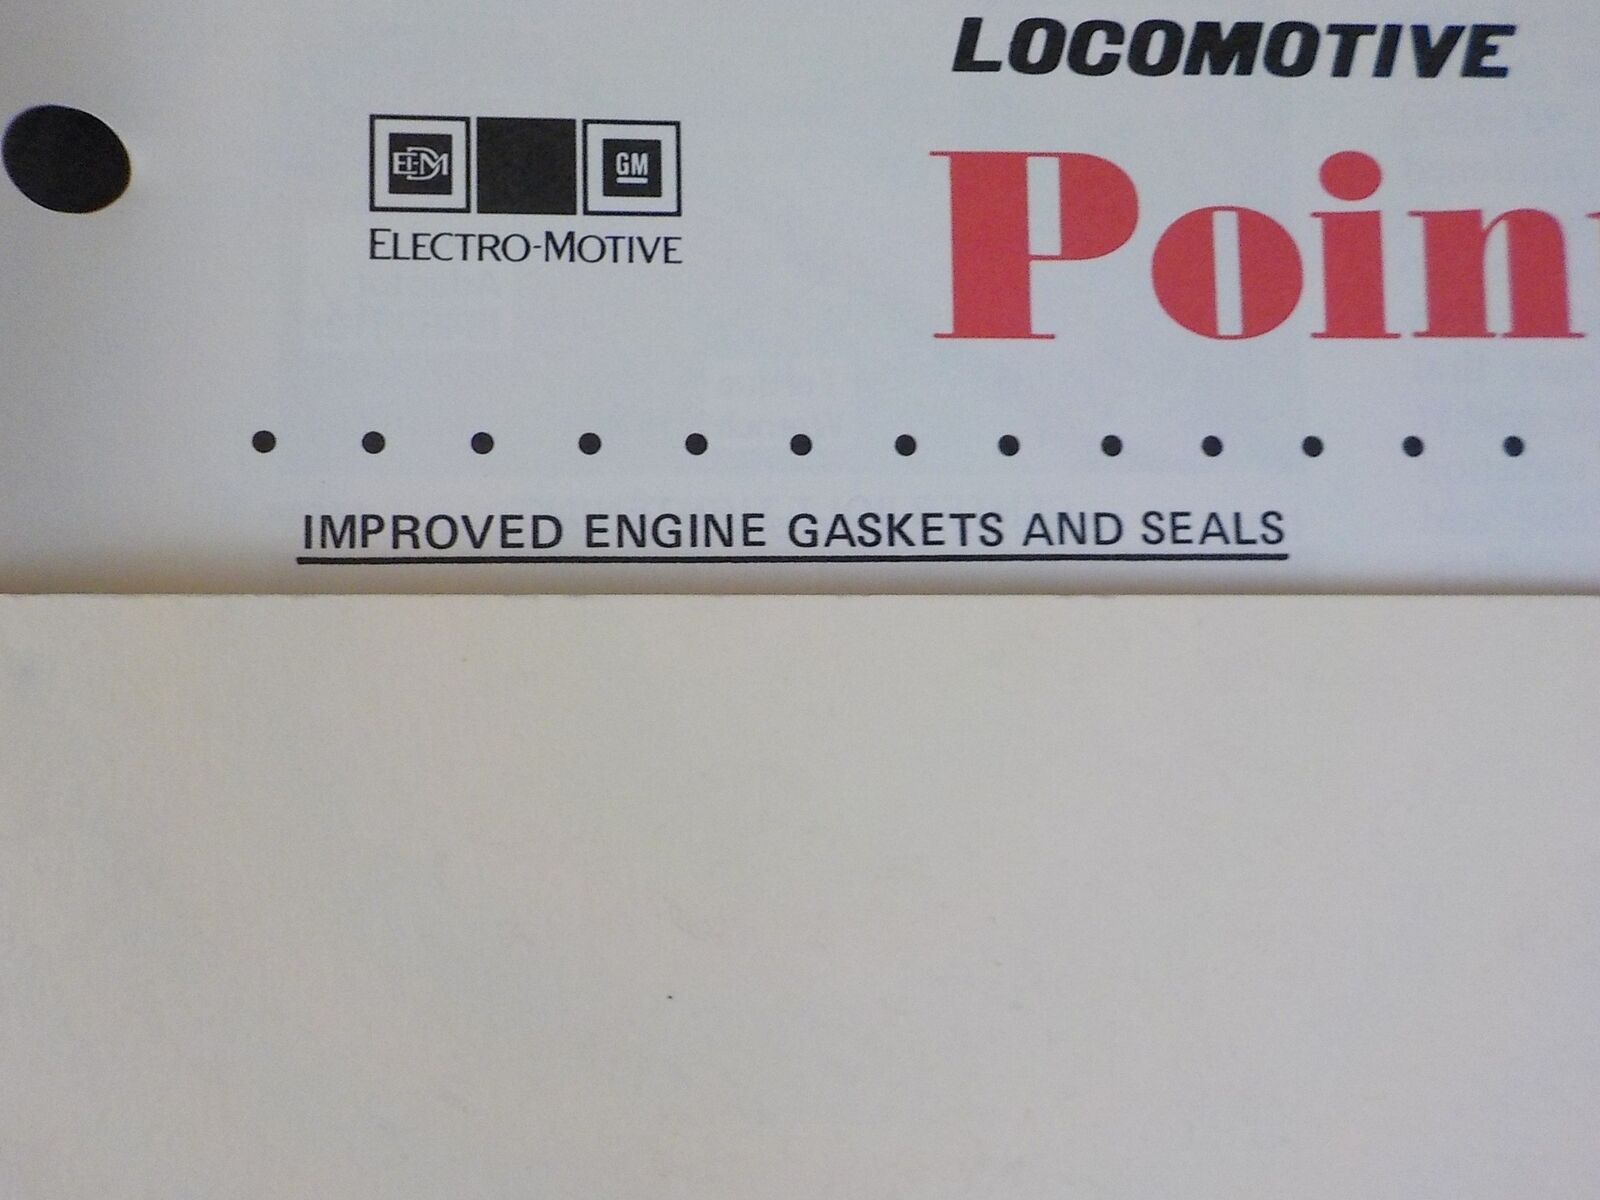 LOCOMOTIVE
EMD GM
ELECTRO-MOTIVE
Poin
IMPROVED ENGINE GASKETS AND SEALS